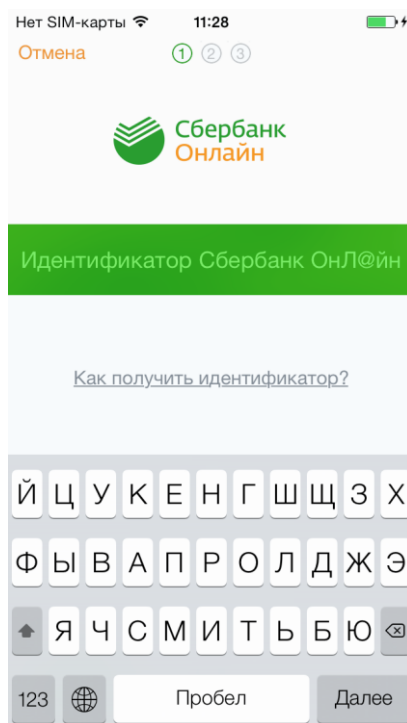 Нет SIM-карты 11:28
Отмена 1 2 3
Сбербанк
Онлайн
Идентификатор Сбербанк ОнЛ@йн
Как получить идентификатор?
Й Ц У К Е Н Г Ш Щ З Х
Ф Ы В А П Р О Л Д Ж Э
Я Ч С М И Т Ь Б Ю
123 Пробел Далее